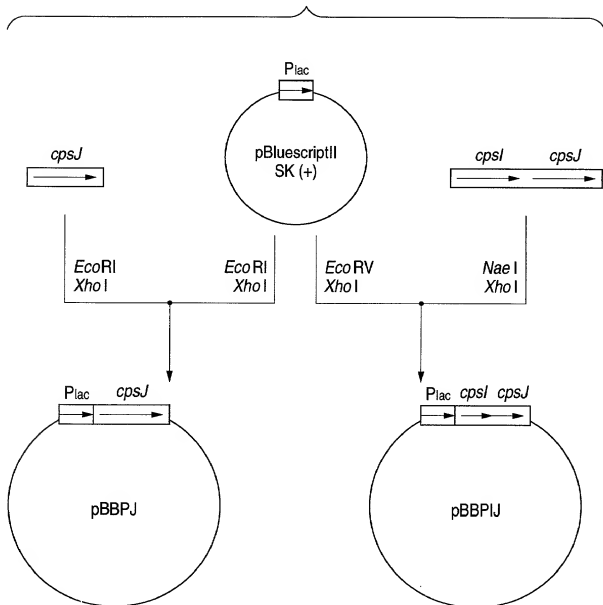 Plac
cpsJ
pBluescriptII
SK (+)
cpsI cpsJ
EcoRI
XhoI
EcoRI
XhoI
EcoRV
XhoI
NaeI
XhoI
Plac cpsJ
Plac cpsI cpsJ
pBBPJ
pBBPIJ